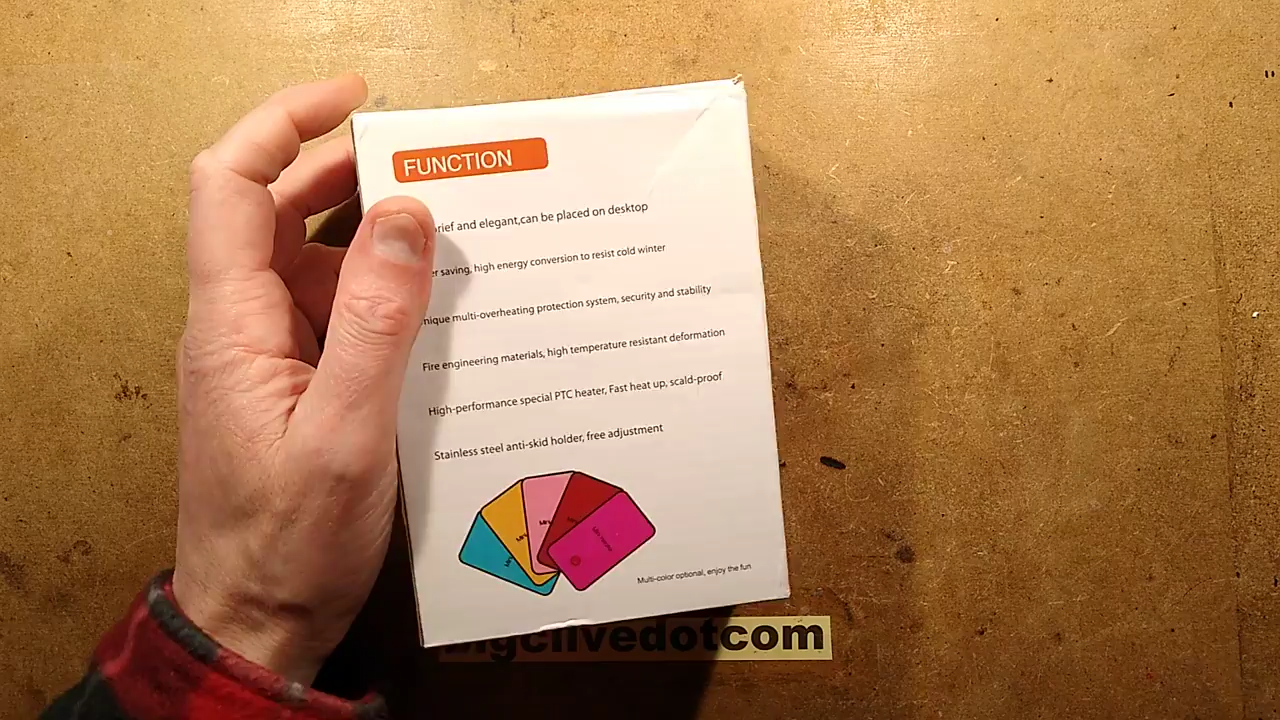 FUNCTION
rief and elegant,can be placed on desktop
er saving, high energy conversion to resist cold winter
nique multi-overheating protection system, security and stability
Fire engineering materials, high temperature resistant deformation
High-performance special PTC heater, Fast heat up, scald-proof
Stainless steel anti-skid holder, free adjustment
Multi-color optional, enjoy the fun
bigclivedotcom